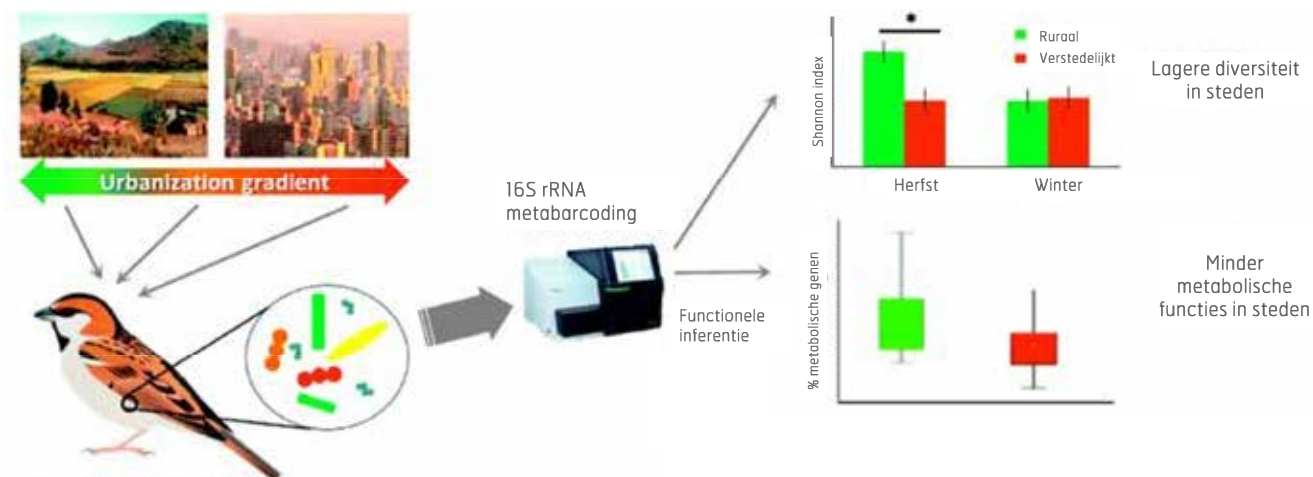 Urbanization gradient
16S rRNA
metabarcoding
Functionele
inferentie
Shannon index
*
Ruraal
Verstedelijkt
Herfst
Winter
Lagere diversiteit
in steden
% metabolische genen
Minder
metabolische
functies in steden